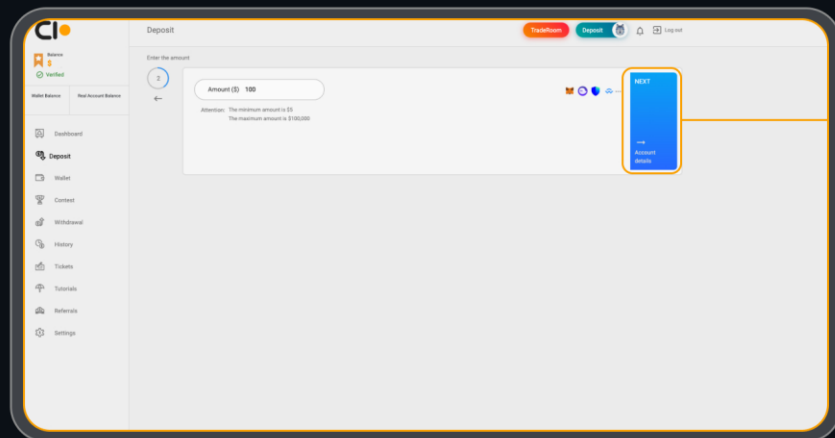 CI
Deposit
TradeRoom
Deposit
Log out
Balance
$
Verified
Wallet Balance
Real Account Balance
Enter the amount
2
Amount ($) 100
Attention: The minimum amount is $5
The maximum amount is $100,000
NEXT
Account
details
Dashboard
Deposit
Wallet
Contest
Withdrawal
History
Tickets
Tutorials
Referrals
Settings